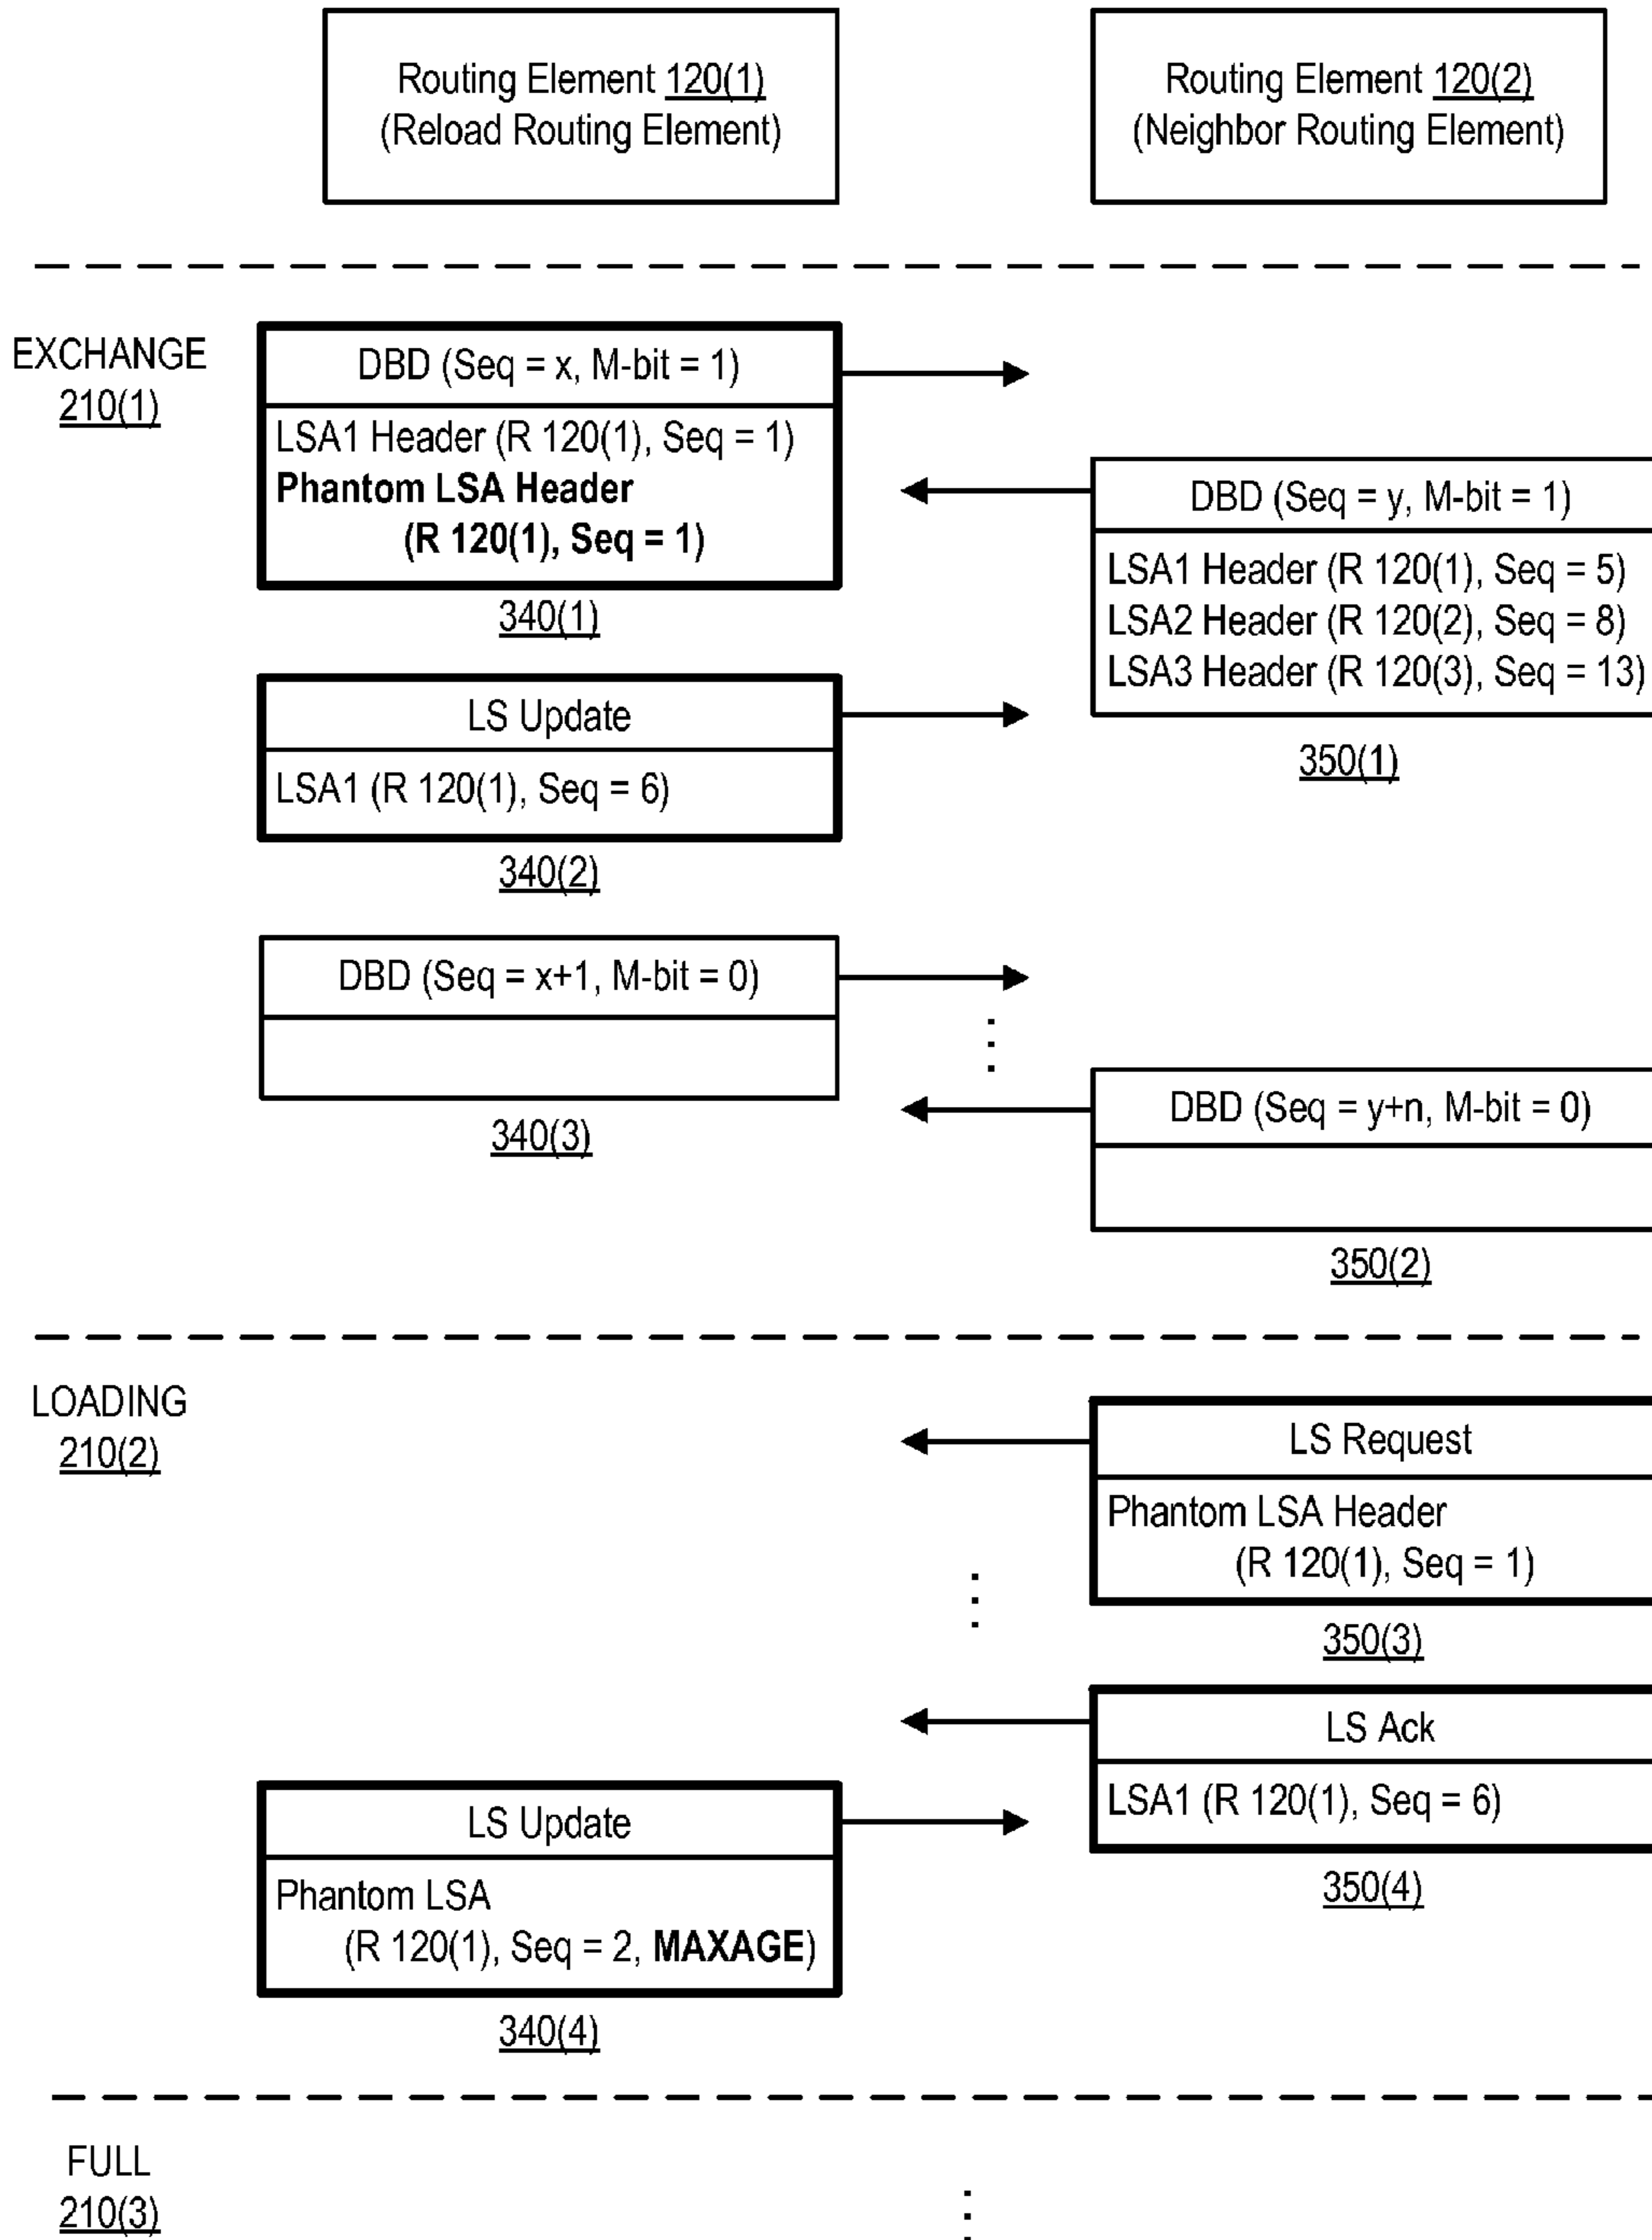 Routing Element 120(1)
(Reload Routing Element)
Routing Element 120(2)
(Neighbor Routing Element)
EXCHANGE
210(1)
DBD (Seq = x, M-bit = 1)
LSA1 Header (R 120(1), Seq = 1)
Phantom LSA Header
(R 120(1), Seq = 1)
340(1)
DBD (Seq = y, M-bit = 1)
LSA1 Header (R 120(1), Seq = 5)
LSA2 Header (R 120(2), Seq = 8)
LSA3 Header (R 120(3), Seq = 13)
350(1)
LS Update
LSA1 (R 120(1), Seq = 6)
340(2)
DBD (Seq = x+1, M-bit = 0)
340(3)
DBD (Seq = y+n, M-bit = 0)
350(2)
LOADING
210(2)
LS Request
Phantom LSA Header
(R 120(1), Seq = 1)
350(3)
LS Ack
LSA1 (R 120(1), Seq = 6)
350(4)
LS Update
Phantom LSA
(R 120(1), Seq = 2, MAXAGE)
340(4)
FULL
210(3)